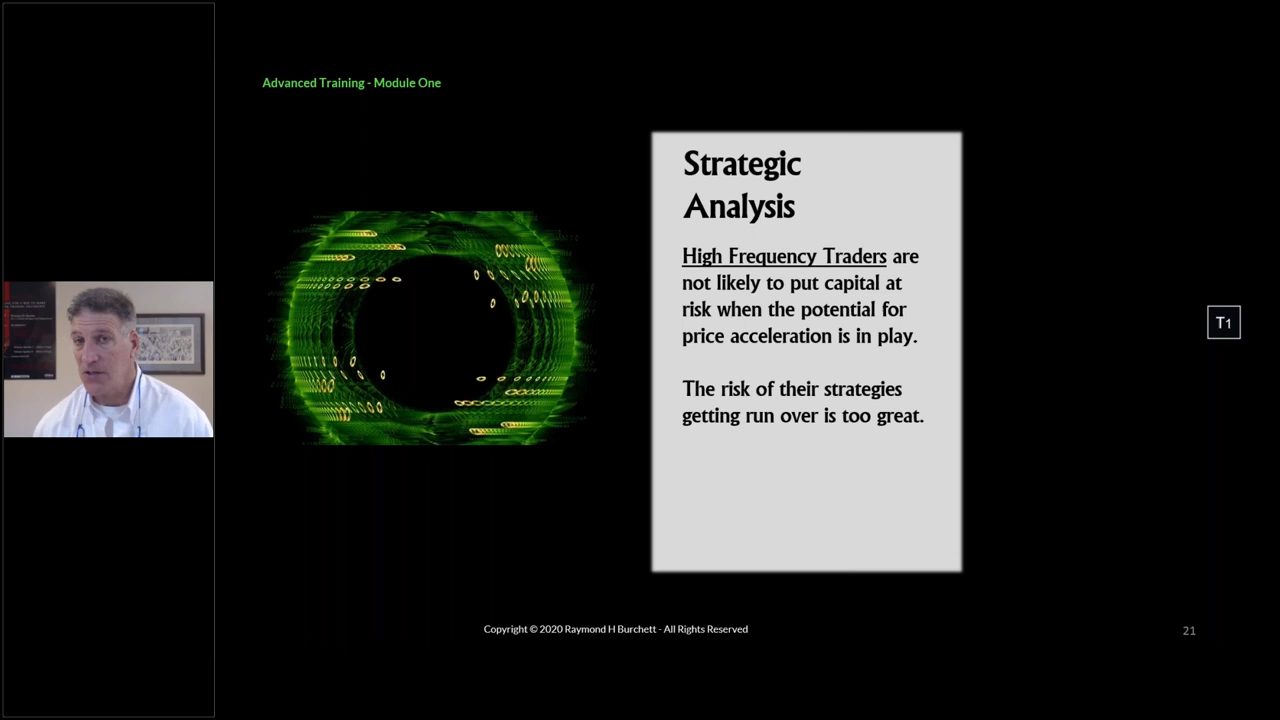 Advanced Training - Module One
Strategic
Analysis
High Frequency Traders are
not likely to put capital at
risk when the potential for
price acceleration is in play.
The risk of their strategies
getting run over is too great.
T1
Copyright © 2020 Raymond H Burchett - All Rights Reserved
21